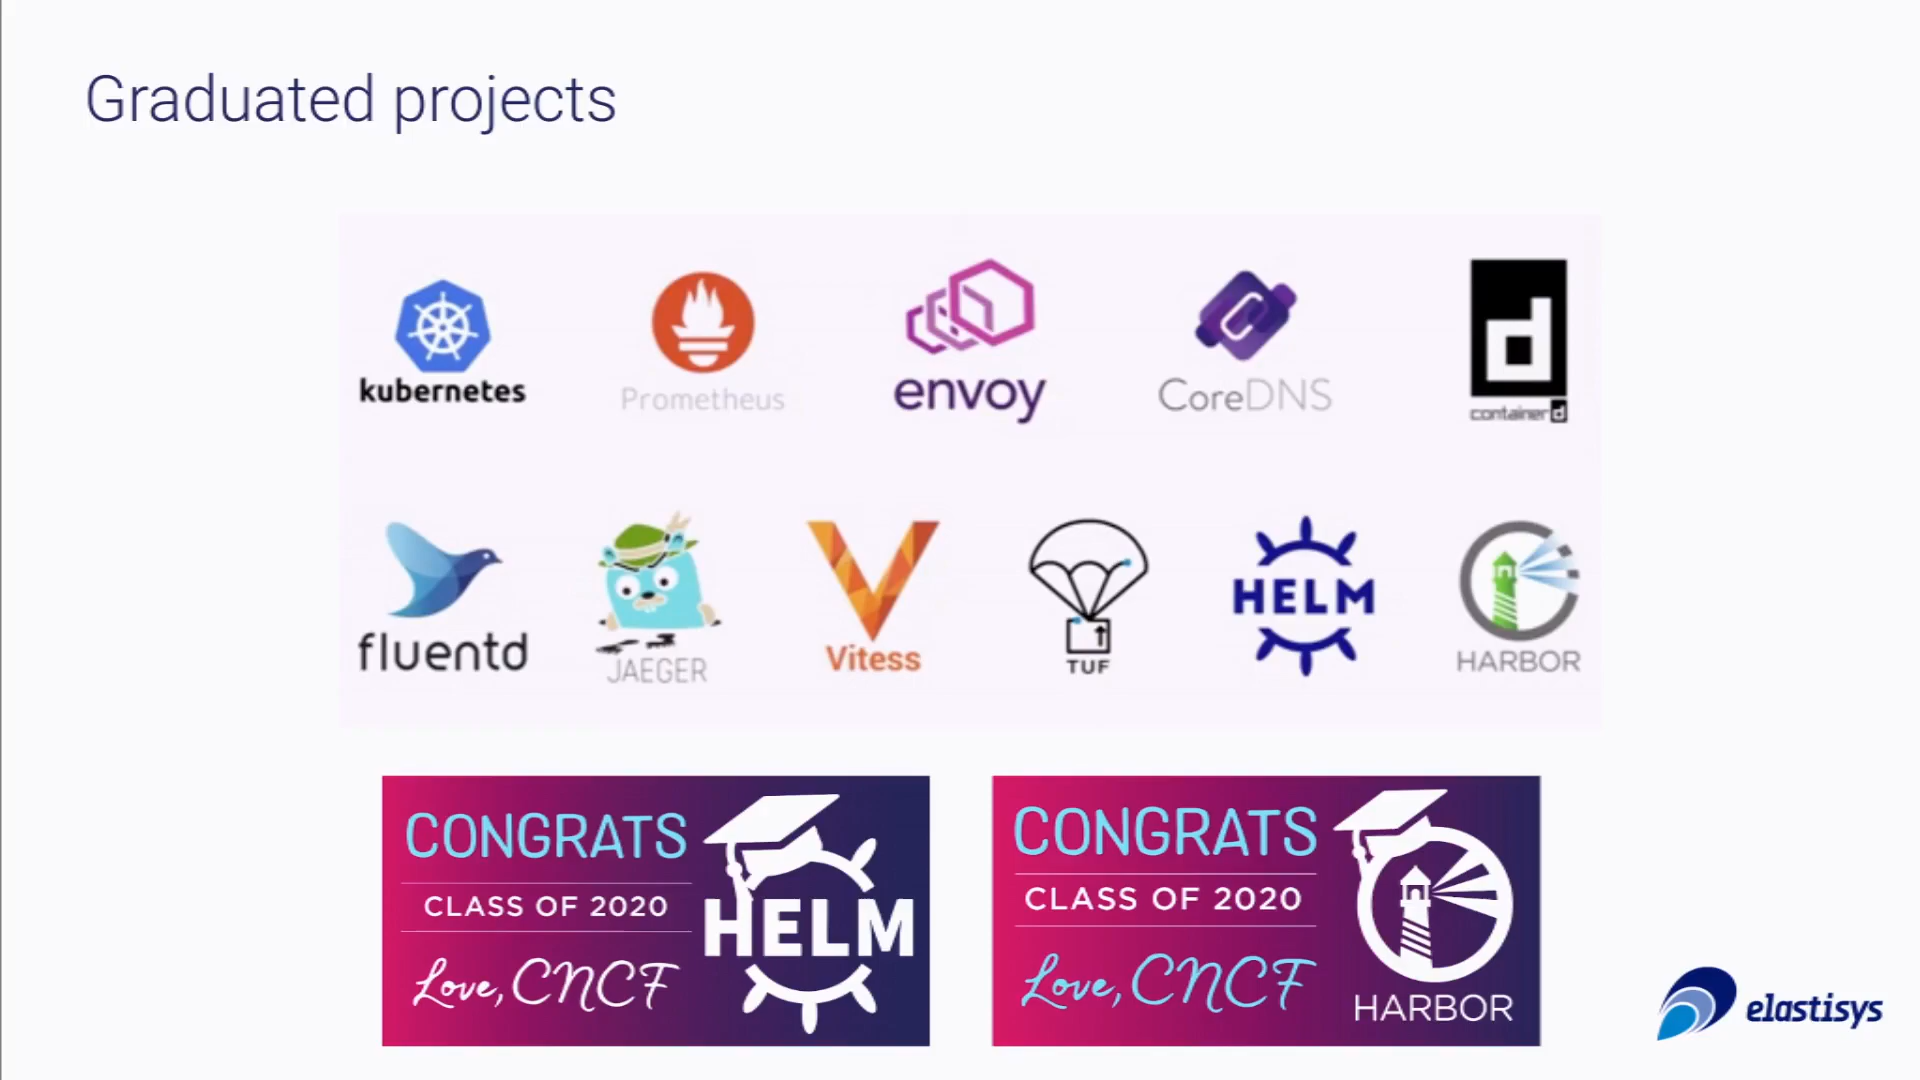 Graduated projects
kubernetes
Prometheus
envoy
CoreDNS
d
containerd
fluentd
JAEGER
Vitess
TUF
HELM
HARBOR
CONGRATS
CLASS OF 2020
Love, CNCF
HELM
CONGRATS
CLASS OF 2020
Love, CNCF
HARBOR
elastisys